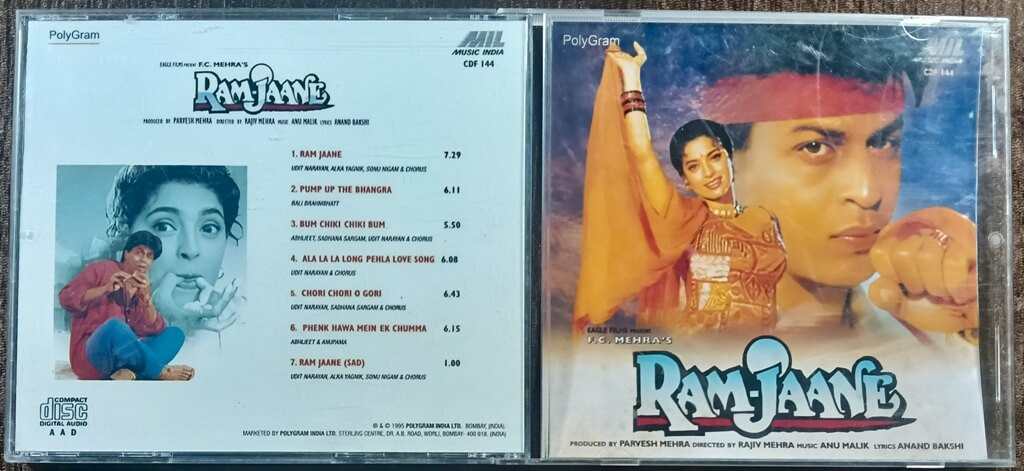 PolyGram
MIL
MUSIC INDIA
CDF 144
EAGLE FILMS PRESENT F.C. MEHRA'S
RAM-JAANE
PRODUCED BY PARVESH MEHRA DIRECTED BY RAJIV MEHRA MUSIC ANU MALIK LYRICS ANAND BAKSHI
1. RAM JAANE 7.29
UDIT NARAYAN, ALKA YAGNIK, SONU NIGAM & CHORUS
2. PUMP UP THE BHANGRA 6.11
BALI BRAHMBHATT
3. BUM CHIKI CHIKI BUM 5.50
ABHIJEET, SADHANA SARGAM, UDIT NARAYAN & CHORUS
4. ALA LA LA LONG PEHLA LOVE SONG 6.08
UDIT NARAYAN & CHORUS
5. CHORI CHORI O GORI 6.43
UDIT NARAYAN, SADHANA SARGAM & CHORUS
6. PHENK HAWA MEIN EK CHUMMA 6.15
ABHIJEET & ANUPAMA
7. RAM JAANE (SAD) 1.00
UDIT NARAYAN, ALKA YAGNIK, SONU NIGAM & CHORUS
COMPACT
disc
DIGITAL AUDIO
A A D
℗ & © 1995 POLYGRAM INDIA LTD. BOMBAY, (INDIA).
MARKETED BY POLYGRAM INDIA LTD. STERLING CENTRE, DR. A.B. ROAD, WORLI, BOMBAY- 400 018. (INDIA)
PolyGram
MIL
MUSIC INDIA
CDF 144
EAGLE FILMS PRESENT
F.C. MEHRA'S
RAM-JAANE
PRODUCED BY PARVESH MEHRA DIRECTED BY RAJIV MEHRA MUSIC ANU MALIK LYRICS ANAND BAKSHI